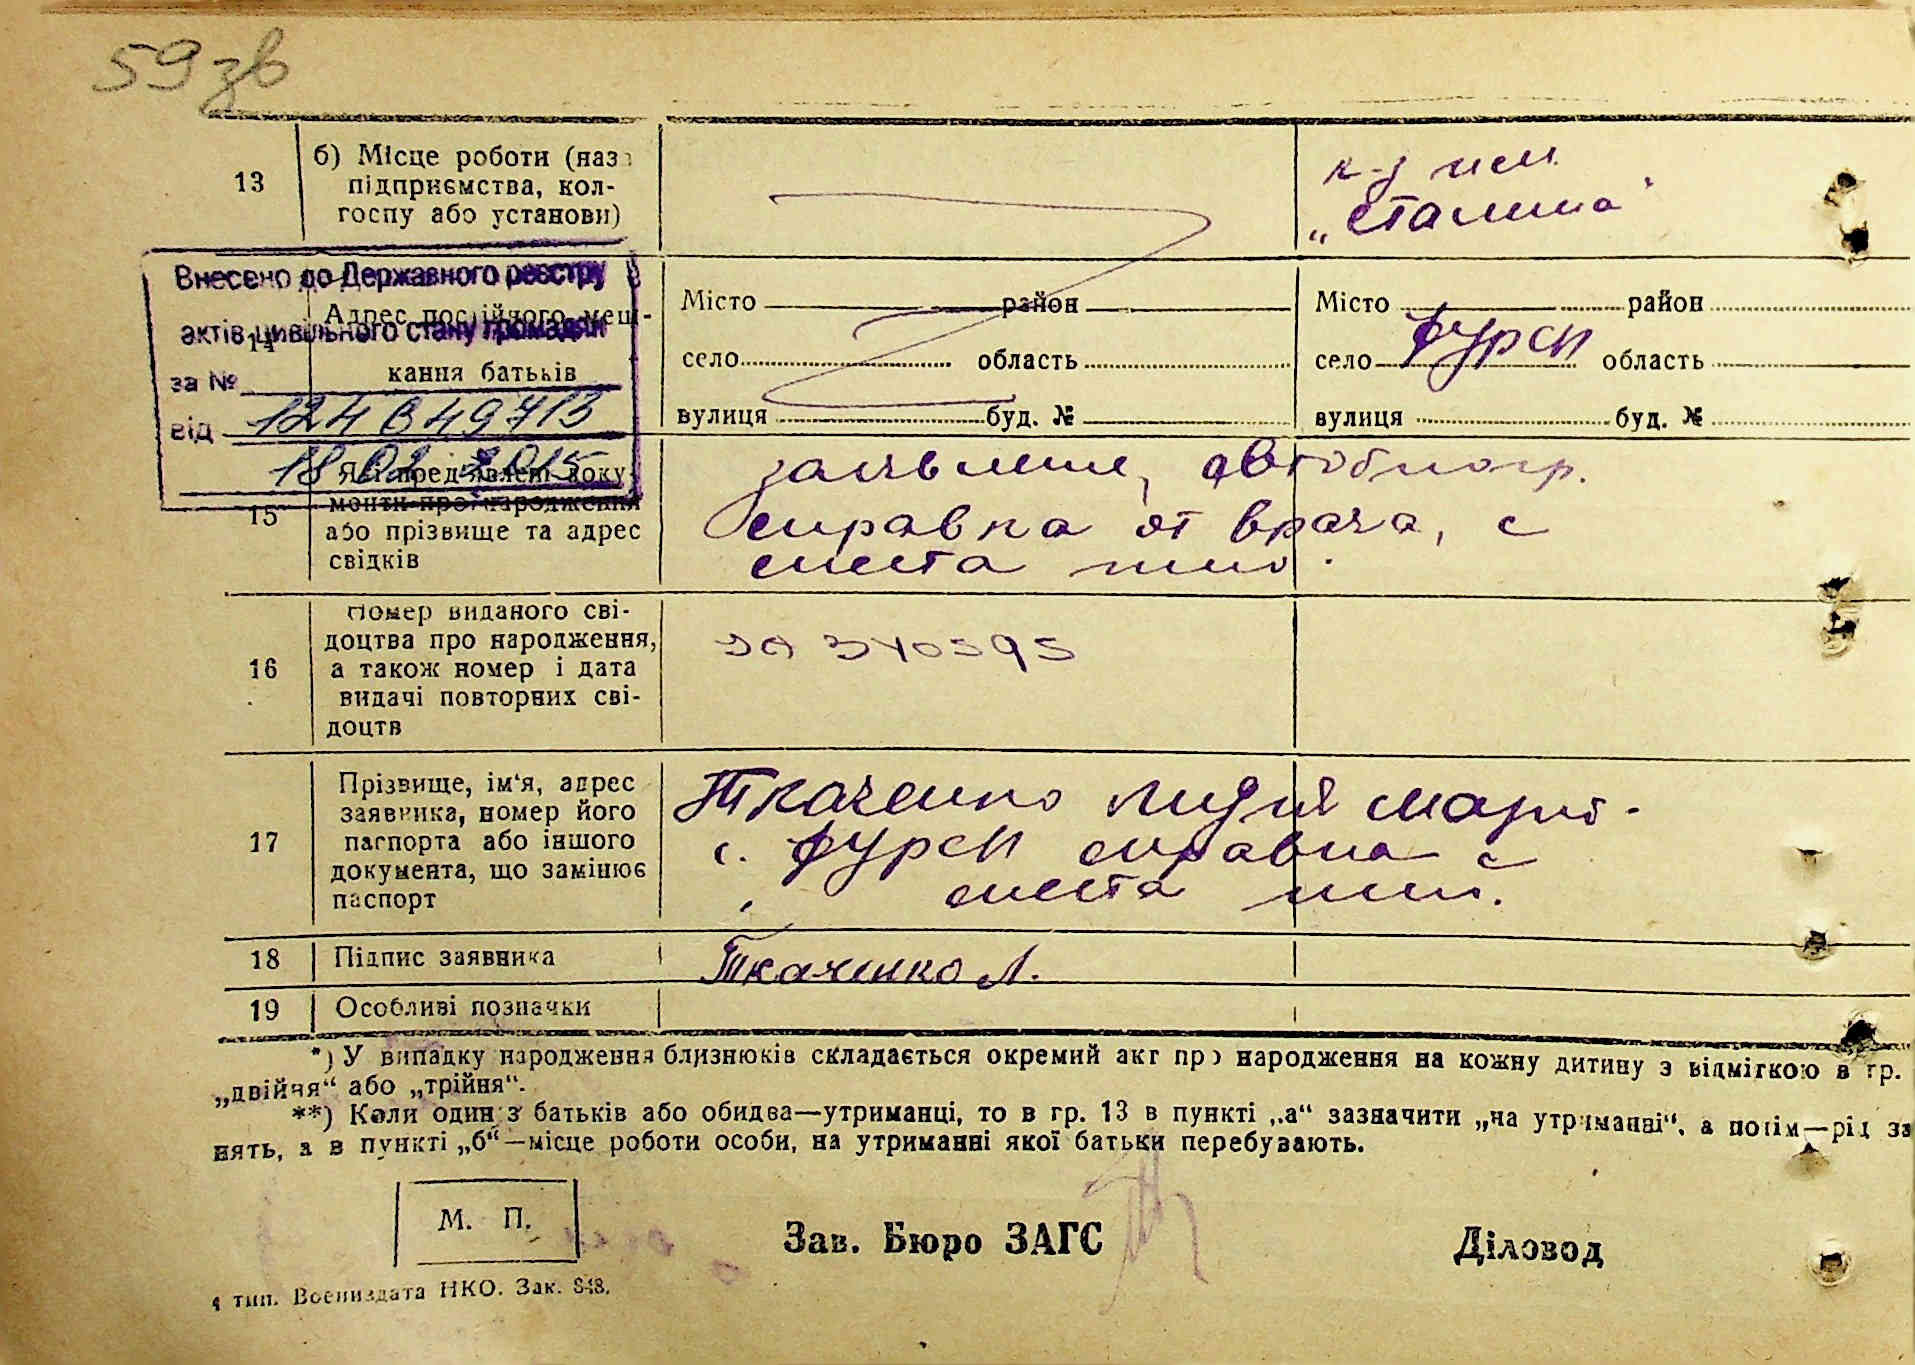 59 зв
13
б) Місце роботи (наз
підприємства, кол-
госпу або установи)
к-з им.
„Сталина“
Внесено до Державного реєстру
актів цивільного стану громадян
за №
124849713
від
18 2015
14
Адрес постійного меш-
кання батьків
Місто район
село область
вулиця буд. №
Місто район
село Фурси область
вулиця буд. №
15
Які пред'явлені доку-
менти про народження
або прізвище та адрес
свідків
заявление, автобиогр.
справка от врача, с
места жит.
16
Номер виданого сві-
доцтва про народження,
а також номер і дата
видачі повторних сві-
доцтв
340595
17
Прізвище, ім'я, адрес
заявника, номер його
паспорта або іншого
документа, що замінює
паспорт
Ткаченко Лидия Марк.
с. Фурси справка с
места жит.
18
Підпис заявника
Ткаченко Л.
19
Особливі позначки
*) У випадку народження близнюків складається окремий акт про народження на кожну дитину з відміткою в гр.
„двійня“ або „трійня“.
**) Коли один з батьків або обидва—утриманці, то в гр. 13 в пункті „а“ зазначити „на утриманні“, а потім—рід за
нять, а в пункті „б“—місце роботи особи, на утриманні якої батьки перебувають.
М. П.
Зав. Бюро ЗАГС
Діловод
4 тип. Воениздата НКО. Зак. 848.